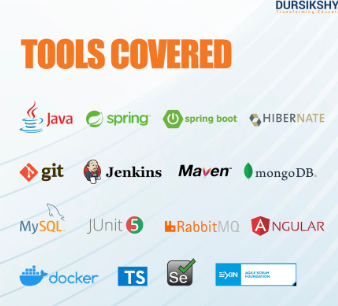 DURSIKSHY
TOOLS COVERED
Java spring spring boot HIBERNATE
git Jenkins Maven mongoDB.
MySQL JUnit 5 RabbitMQ ANGULAR
docker TS Se EXIN AGILE SCRUM
FOUNDATION